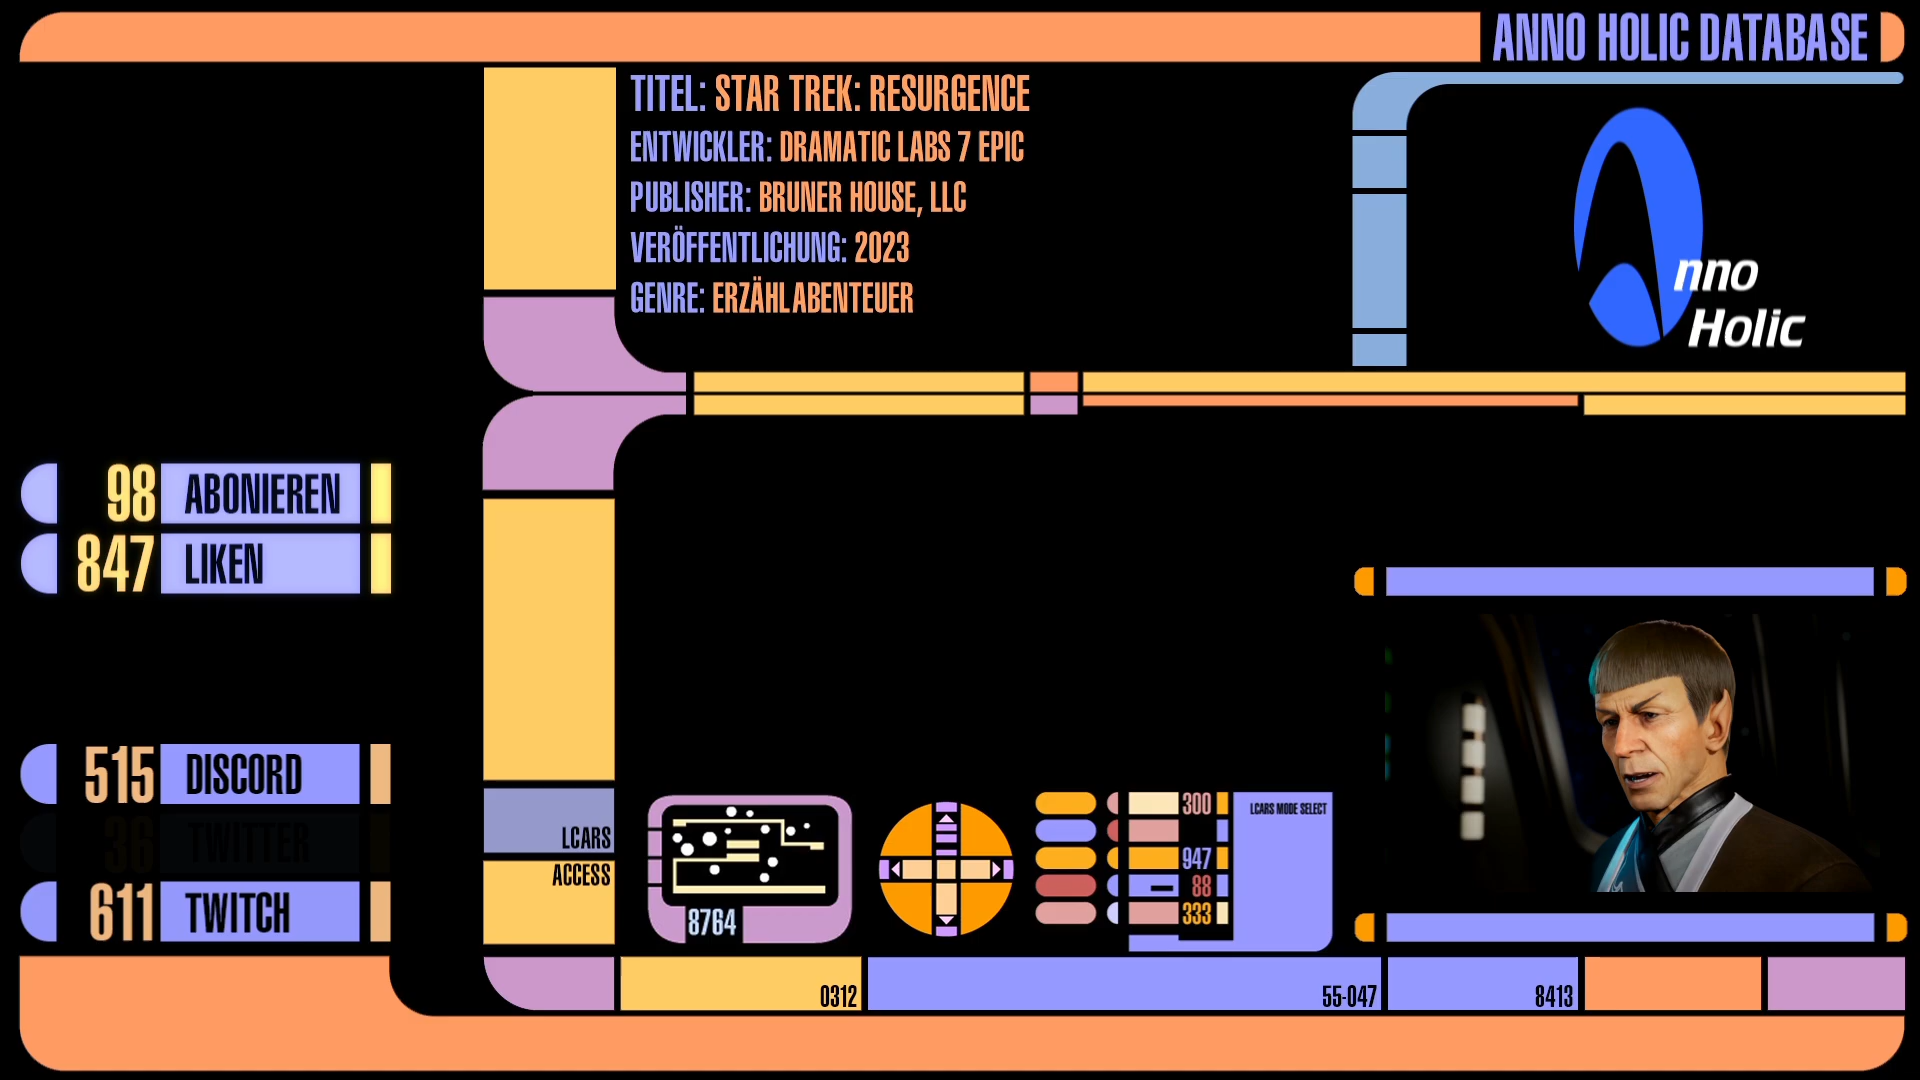 ANNO HOLIC DATABASE
TITEL: STAR TREK: RESURGENCE
ENTWICKLER: DRAMATIC LABS 7 EPIC
PUBLISHER: BRUNER HOUSE, LLC
VERÖFFENTLICHUNG: 2023
GENRE: ERZÄHLABENTEUER
nno
Holic
98 ABONIEREN
847 LIKEN
515 DISCORD
36 TWITTER
611 TWITCH
LCARS
ACCESS
8764
300
947
88
333
LCARS MODE SELECT
0312
55-047
8413